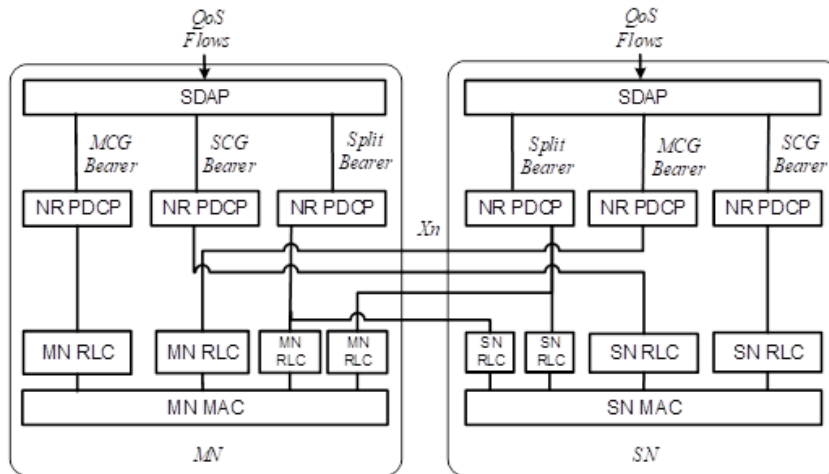 QoS
Flows
QoS
Flows
SDAP
SDAP
MCG
Bearer
SCG
Bearer
Split
Bearer
Split
Bearer
MCG
Bearer
SCG
Bearer
NR PDCP
NR PDCP
NR PDCP
NR PDCP
NR PDCP
NR PDCP
Xn
MN RLC
MN RLC
MN
RLC
MN
RLC
SN
RLC
SN
RLC
SN RLC
SN RLC
MN MAC
SN MAC
MN
SN